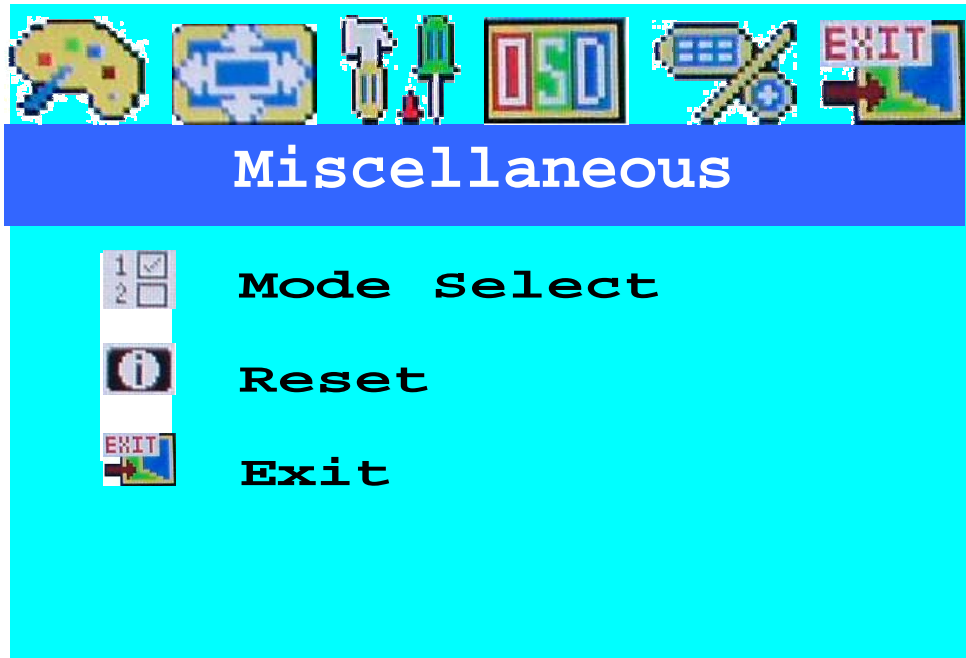 OSD
EXIT
Miscellaneous
1
2
Mode Select
i
Reset
EXIT
Exit